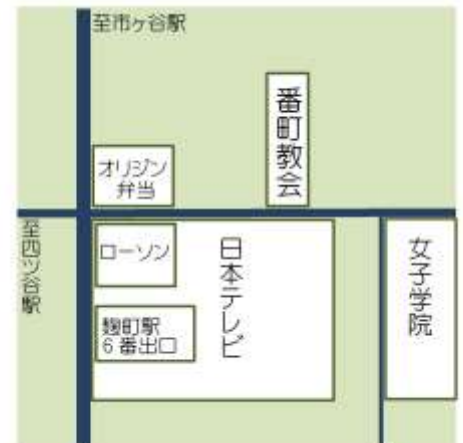 至市ヶ谷駅
番町教会
オリジン
弁当
至四ツ谷駅
ローソン
日本テレビ
女子学院
麹町駅
6番出口